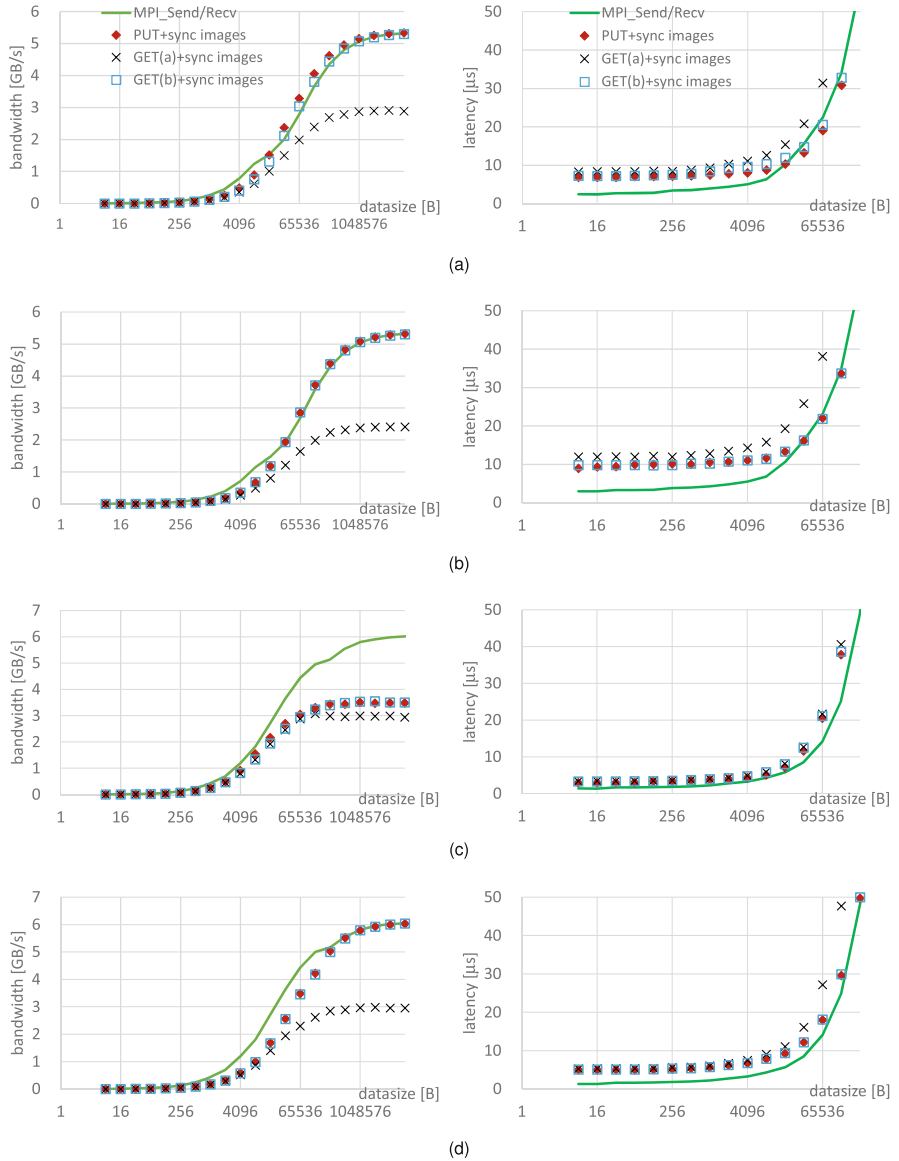 MPI_Send/Recv
PUT+sync images
GET(a)+sync images
GET(b)+sync images
bandwidth [GB/s]
6
5
4
3
2
1
0
datasize [B]
1 16 256 4096 65536 1048576
MPI_Send/Recv
PUT+sync images
GET(a)+sync images
GET(b)+sync images
latency [µs]
50
40
30
20
10
0
datasize [B]
1 16 256 4096 65536
(a)
bandwidth [GB/s]
6
5
4
3
2
1
0
datasize [B]
1 16 256 4096 65536 1048576
latency [µs]
50
40
30
20
10
0
datasize [B]
1 16 256 4096 65536
(b)
bandwidth [GB/s]
7
6
5
4
3
2
1
0
datasize [B]
1 16 256 4096 65536 1048576
latency [µs]
50
40
30
20
10
0
datasize [B]
1 16 256 4096 65536
(c)
bandwidth [GB/s]
7
6
5
4
3
2
1
0
datasize [B]
1 16 256 4096 65536 1048576
latency [µs]
50
40
30
20
10
0
datasize [B]
1 16 256 4096 65536
(d)